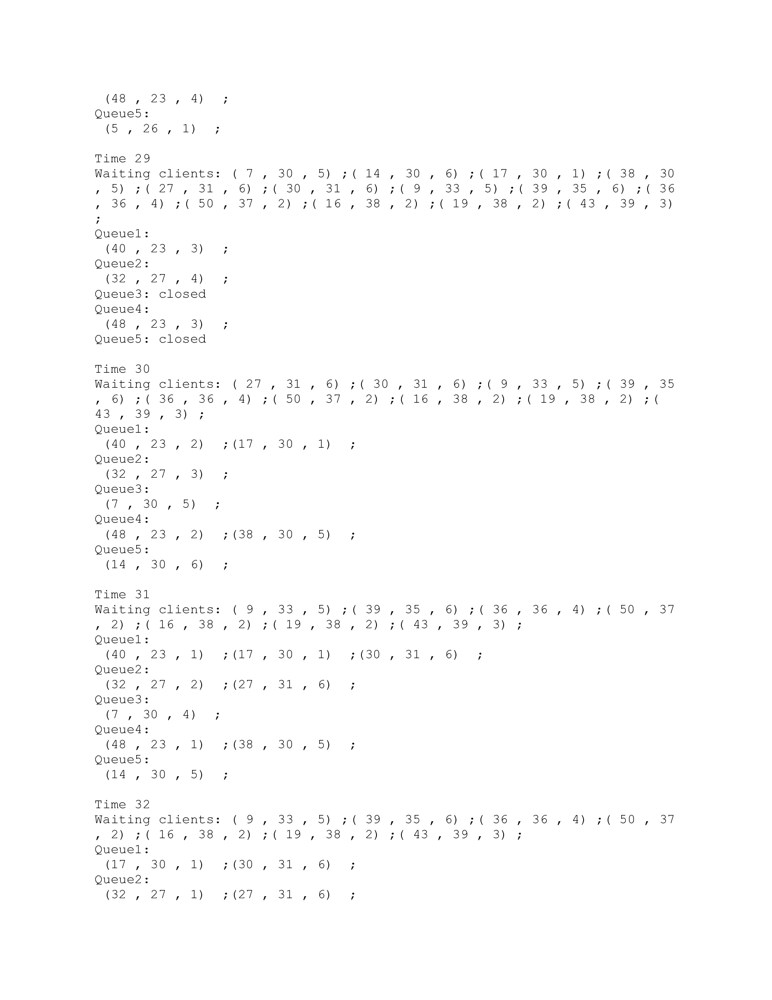 (48 , 23 , 4)  ;
Queue5:
(5 , 26 , 1)  ;
Time 29
Waiting clients: ( 7 , 30 , 5) ;( 14 , 30 , 6) ;( 17 , 30 , 1) ;( 38 , 30
, 5) ;( 27 , 31 , 6) ;( 30 , 31 , 6) ;( 9 , 33 , 5) ;( 39 , 35 , 6) ;( 36
, 36 , 4) ;( 50 , 37 , 2) ;( 16 , 38 , 2) ;( 19 , 38 , 2) ;( 43 , 39 , 3)
;
Queue1:
(40 , 23 , 3)  ;
Queue2:
(32 , 27 , 4)  ;
Queue3: closed
Queue4:
(48 , 23 , 3)  ;
Queue5: closed
Time 30
Waiting clients: ( 27 , 31 , 6) ;( 30 , 31 , 6) ;( 9 , 33 , 5) ;( 39 , 35
, 6) ;( 36 , 36 , 4) ;( 50 , 37 , 2) ;( 16 , 38 , 2) ;( 19 , 38 , 2) ;(
43 , 39 , 3) ;
Queue1:
(40 , 23 , 2)  ;(17 , 30 , 1)  ;
Queue2:
(32 , 27 , 3)  ;
Queue3:
(7 , 30 , 5)  ;
Queue4:
(48 , 23 , 2)  ;(38 , 30 , 5)  ;
Queue5:
(14 , 30 , 6)  ;
Time 31
Waiting clients: ( 9 , 33 , 5) ;( 39 , 35 , 6) ;( 36 , 36 , 4) ;( 50 , 37
, 2) ;( 16 , 38 , 2) ;( 19 , 38 , 2) ;( 43 , 39 , 3) ;
Queue1:
(40 , 23 , 1)  ;(17 , 30 , 1)  ;(30 , 31 , 6)  ;
Queue2:
(32 , 27 , 2)  ;(27 , 31 , 6)  ;
Queue3:
(7 , 30 , 4)  ;
Queue4:
(48 , 23 , 1)  ;(38 , 30 , 5)  ;
Queue5:
(14 , 30 , 5)  ;
Time 32
Waiting clients: ( 9 , 33 , 5) ;( 39 , 35 , 6) ;( 36 , 36 , 4) ;( 50 , 37
, 2) ;( 16 , 38 , 2) ;( 19 , 38 , 2) ;( 43 , 39 , 3) ;
Queue1:
(17 , 30 , 1)  ;(30 , 31 , 6)  ;
Queue2:
(32 , 27 , 1)  ;(27 , 31 , 6)  ;